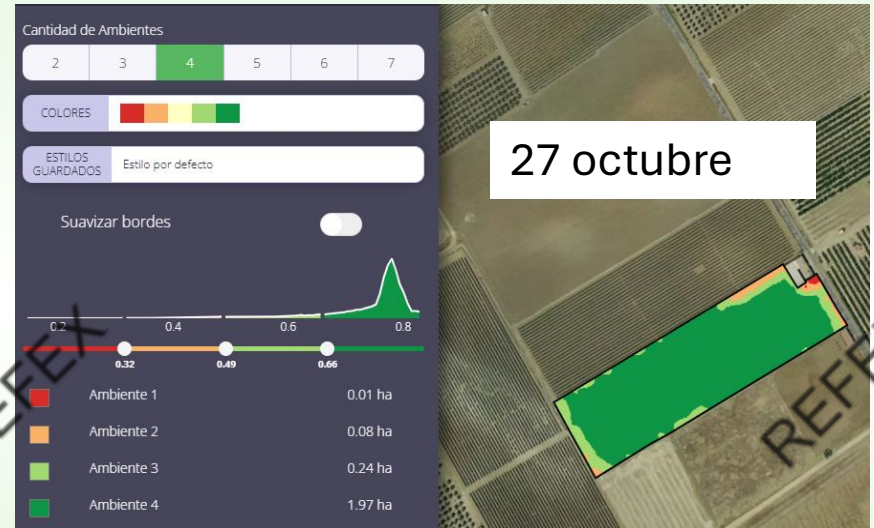 Cantidad de Ambientes
2 3 4 5 6 7
COLORES
ESTILOS
GUARDADOS
Estilo por defecto
Suavizar bordes
0.2 0.4 0.6 0.8
0.32 0.49 0.66
Ambiente 1 0.01 ha
Ambiente 2 0.08 ha
Ambiente 3 0.24 ha
Ambiente 4 1.97 ha
27 octubre